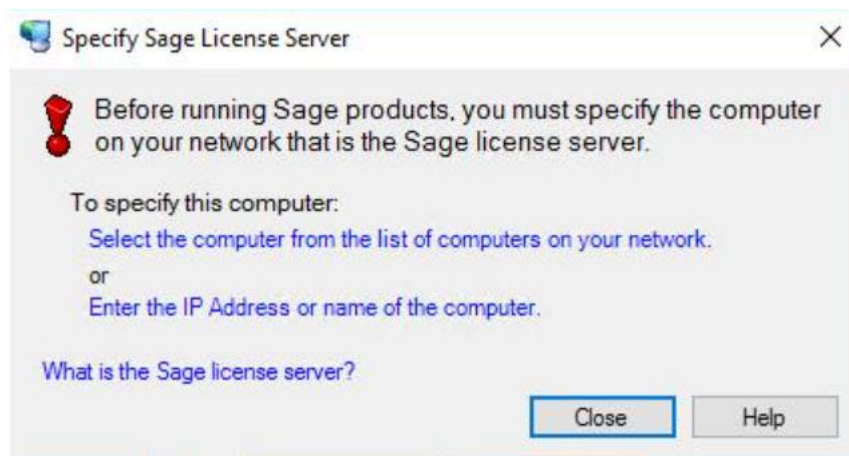 Specify Sage License Server
Before running Sage products, you must specify the computer
on your network that is the Sage license server.
To specify this computer:
Select the computer from the list of computers on your network.
or
Enter the IP Address or name of the computer.
What is the Sage license server?
Close Help